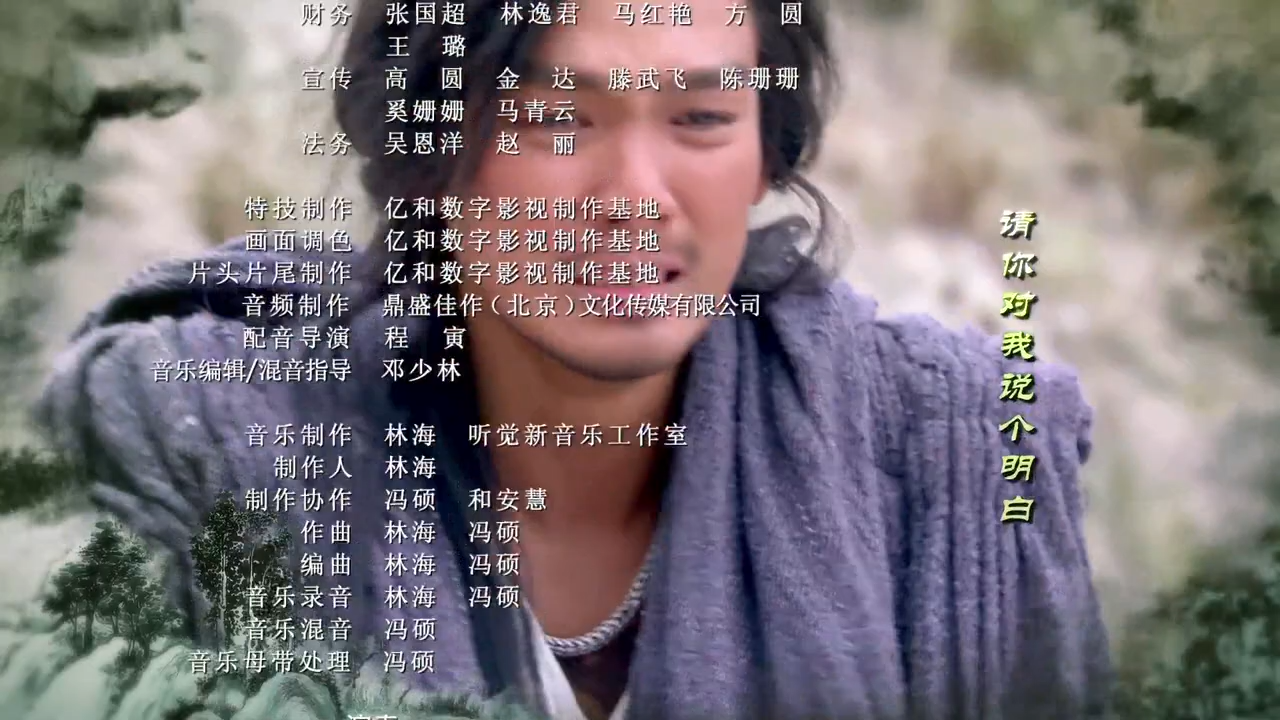 财务 张国超 林逸君 马红艳 方圆
王璐
宣传 高圆 金达 滕武飞 陈珊珊
奚姗姗 马青云
法务 吴恩洋 赵丽
特技制作 亿和数字影视制作基地
画面调色 亿和数字影视制作基地
片头片尾制作 亿和数字影视制作基地
音频制作 鼎盛佳作（北京）文化传媒有限公司
配音导演 程寅
音乐编辑/混音指导 邓少林
音乐制作 林海 听觉新音乐工作室
制作人 林海
制作协作 冯硕 和安慧
作曲 林海 冯硕
编曲 林海 冯硕
音乐录音 林海 冯硕
音乐混音 冯硕
音乐母带处理 冯硕
请你对我说个明白